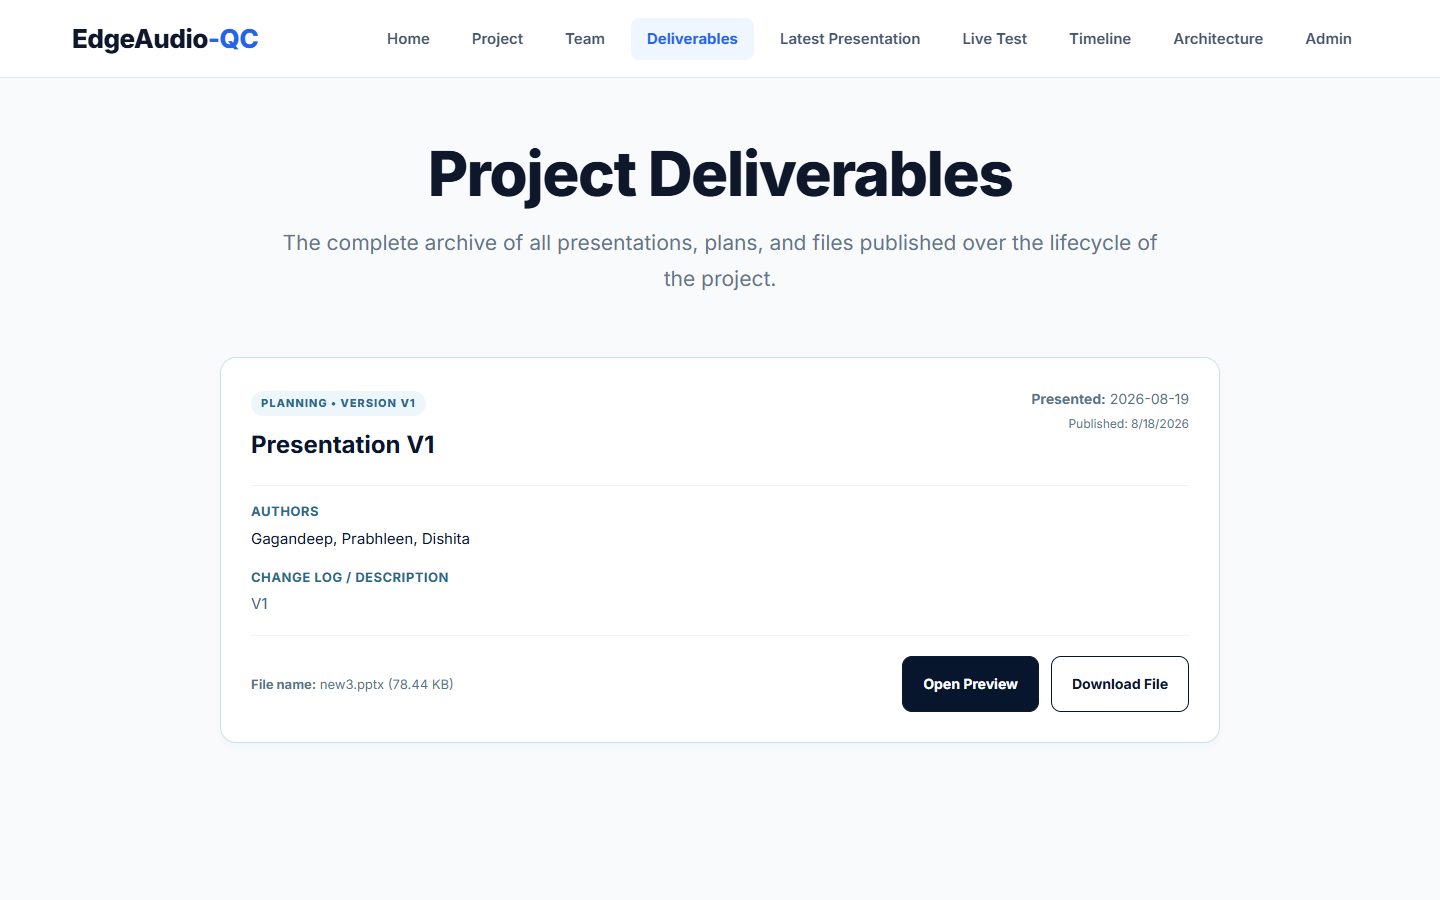 EdgeAudio-QC
Home
Project
Team
Deliverables
Latest Presentation
Live Test
Timeline
Architecture
Admin
Project Deliverables
The complete archive of all presentations, plans, and files published over the lifecycle of
the project.
PLANNING • VERSION V1
Presented: 2026-08-19
Published: 8/18/2026
Presentation V1
AUTHORS
Gagandeep, Prabhleen, Dishita
CHANGE LOG / DESCRIPTION
V1
File name: new3.pptx (78.44 KB)
Open Preview
Download File